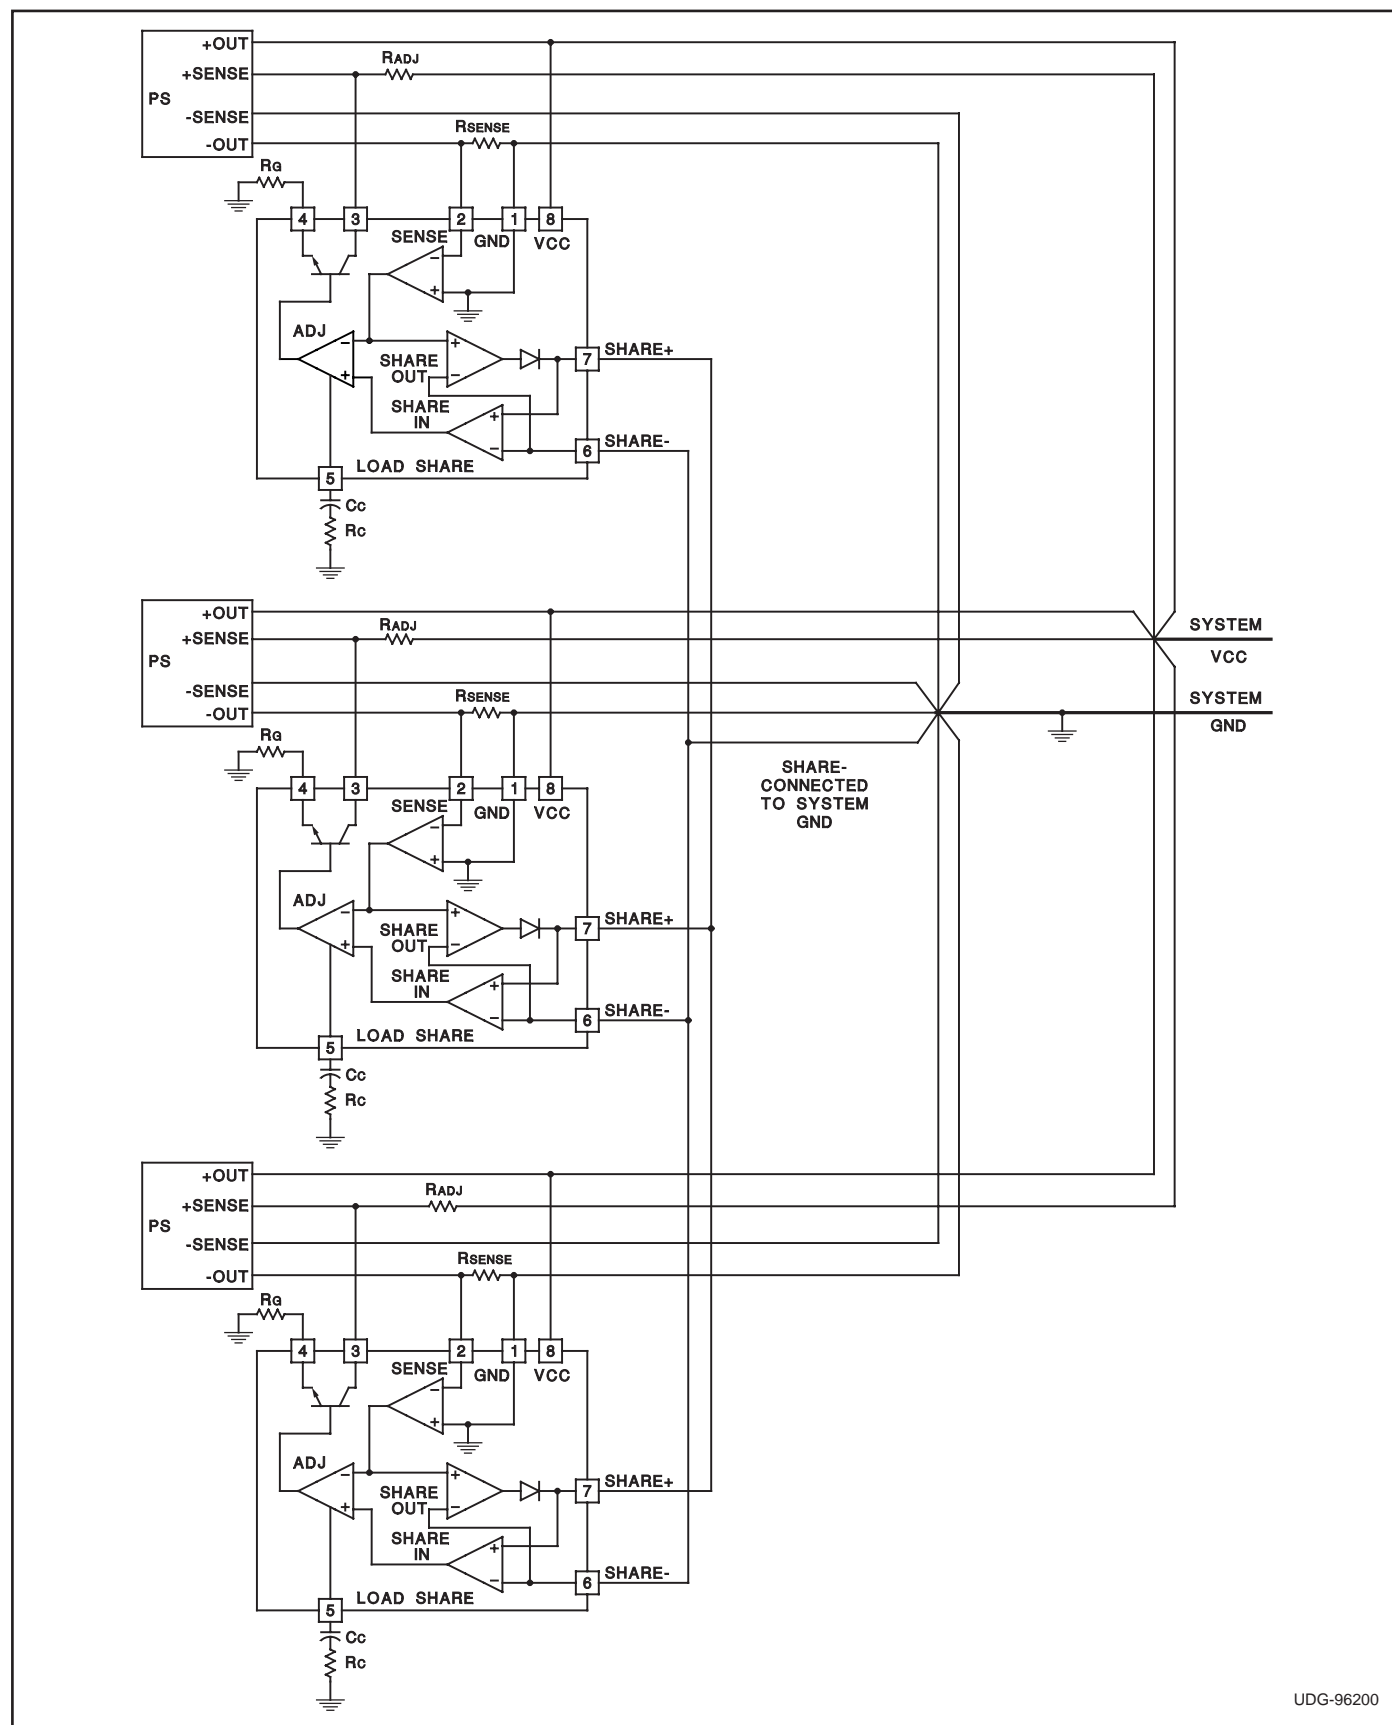 +OUT
+SENSE
PS
-SENSE
-OUT
RADJ
RSENSE
RG
4 3 2 1 8
SENSE GND VCC
- +
ADJ
- + + -
SHARE OUT
7 SHARE+
SHARE IN
+ -
6 SHARE-
5 LOAD SHARE
CC
RC
+OUT
+SENSE
PS
-SENSE
-OUT
RADJ
RSENSE
RG
SYSTEM
VCC
SYSTEM
GND
SHARE-
CONNECTED
TO SYSTEM
GND
4 3 2 1 8
SENSE GND VCC
- +
ADJ
- + + -
SHARE OUT
7 SHARE+
SHARE IN
+ -
6 SHARE-
5 LOAD SHARE
CC
RC
+OUT
+SENSE
PS
-SENSE
-OUT
RADJ
RSENSE
RG
4 3 2 1 8
SENSE GND VCC
- +
ADJ
- + + -
SHARE OUT
7 SHARE+
SHARE IN
+ -
6 SHARE-
5 LOAD SHARE
CC
RC
UDG-96200